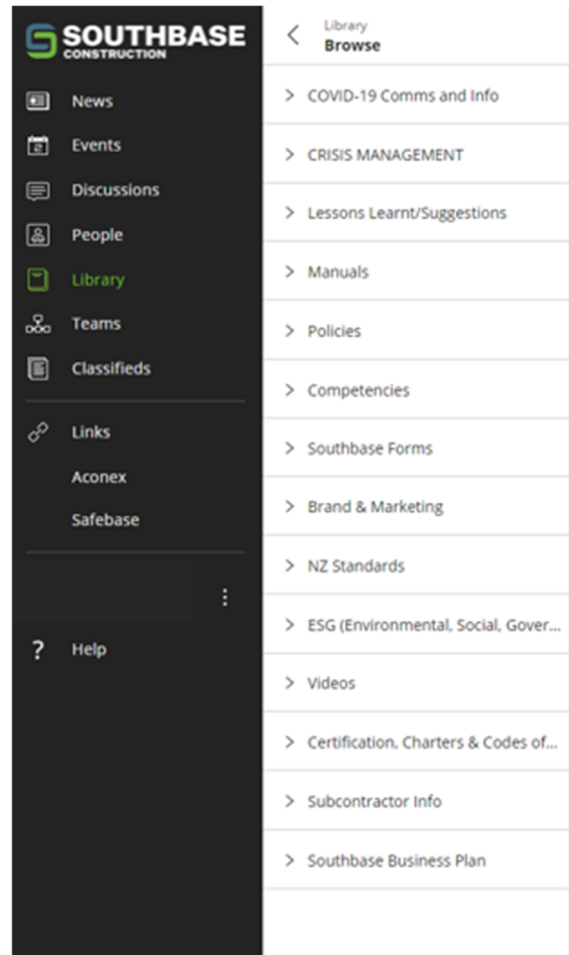 SOUTHBASE
CONSTRUCTION
News
Events
Discussions
People
Library
Teams
Classifieds
Links
Aconex
Safebase
Help
Library
Browse
COVID-19 Comms and Info
CRISIS MANAGEMENT
Lessons Learnt/Suggestions
Manuals
Policies
Competencies
Southbase Forms
Brand & Marketing
NZ Standards
ESG (Environmental, Social, Gover...
Videos
Certification, Charters & Codes of...
Subcontractor Info
Southbase Business Plan